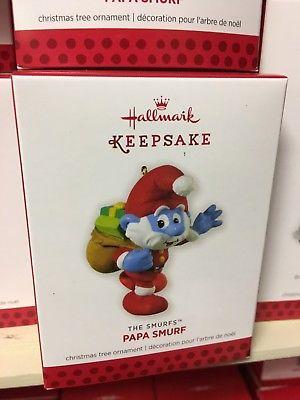 PAPA SMURF
christmas tree ornament | décoration pour l'arbre de noël
Hallmark
KEEPSAKE
THE SMURFS™
PAPA SMURF
christmas tree ornament | décoration pour l'arbre de noël